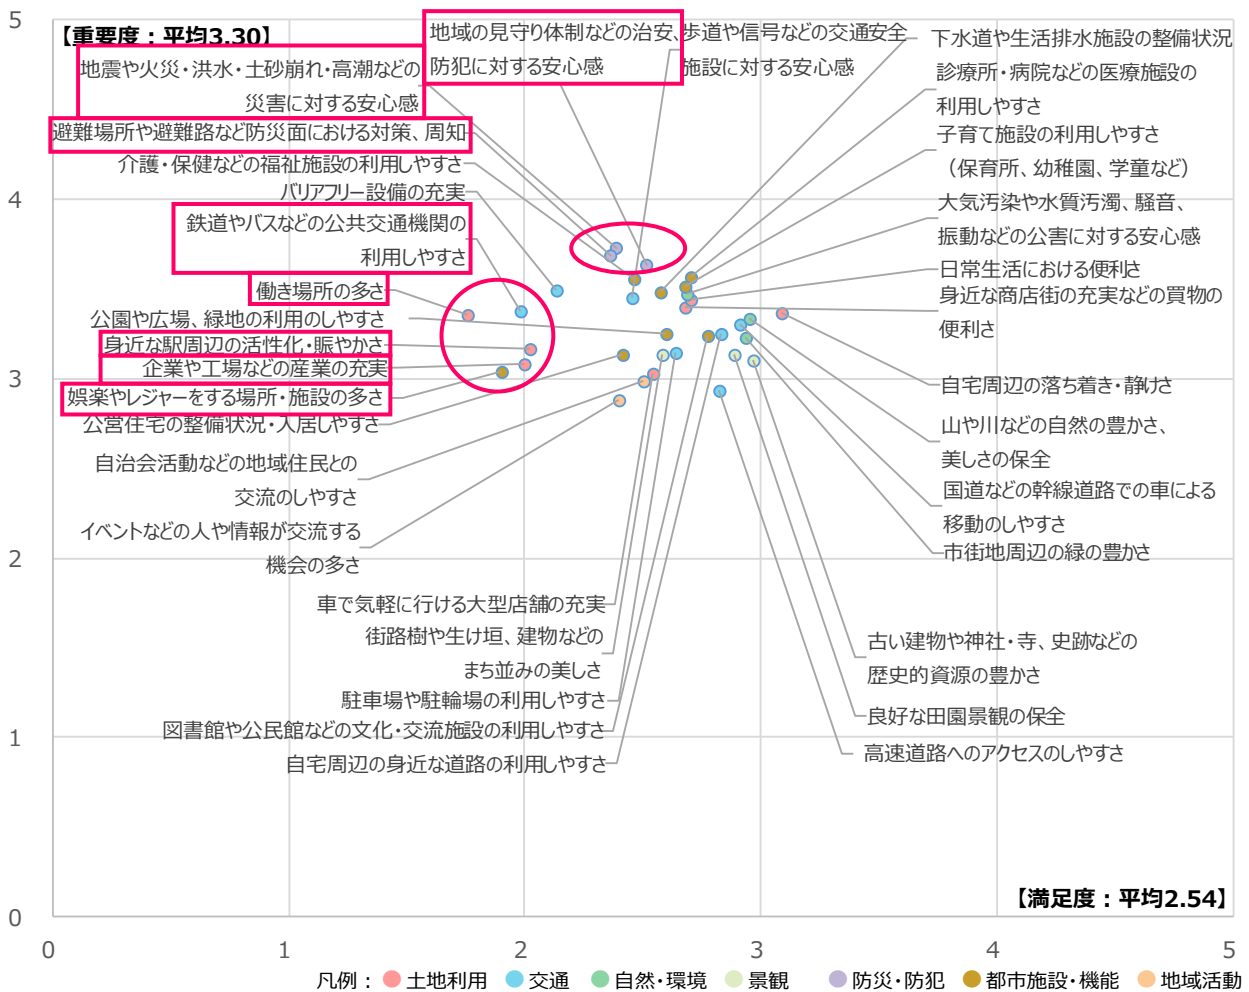 5
4
3
2
1
0
【重要度：平均3.30】
地震や火災・洪水・土砂崩れ・高潮などの
災害に対する安心感
避難場所や避難路など防災面における対策、周知
介護・保健などの福祉施設の利用しやすさ
バリアフリー設備の充実
鉄道やバスなどの公共交通機関の
利用しやすさ
働き場所の多さ
公園や広場、緑地の利用のしやすさ
身近な駅周辺の活性化・賑やかさ
企業や工場などの産業の充実
娯楽やレジャーをする場所・施設の多さ
公営住宅の整備状況・入居しやすさ
自治会活動などの地域住民との
交流のしやすさ
イベントなどの人や情報が交流する
機会の多さ
車で気軽に行ける大型店舗の充実
街路樹や生け垣、建物などの
まち並みの美しさ
駐車場や駐輪場の利用しやすさ
図書館や公民館などの文化・交流施設の利用しやすさ
自宅周辺の身近な道路の利用しやすさ
地域の見守り体制などの治安、
防犯に対する安心感
歩道や信号などの交通安全
施設に対する安心感
下水道や生活排水施設の整備状況
診療所・病院などの医療施設の
利用しやすさ
子育て施設の利用しやすさ
（保育所、幼稚園、学童など）
大気汚染や水質汚濁、騒音、
振動などの公害に対する安心感
日常生活における便利さ
身近な商店街の充実などの買物の
便利さ
自宅周辺の落ち着き・静けさ
山や川などの自然の豊かさ、
美しさの保全
国道などの幹線道路での車による
移動のしやすさ
市街地周辺の緑の豊かさ
古い建物や神社・寺、史跡などの
歴史的資源の豊かさ
良好な田園景観の保全
高速道路へのアクセスのしやすさ
【満足度：平均2.54】
0 1 2 3 4 5
凡例： 土地利用 交通 自然・環境 景観 防災・防犯 都市施設・機能 地域活動